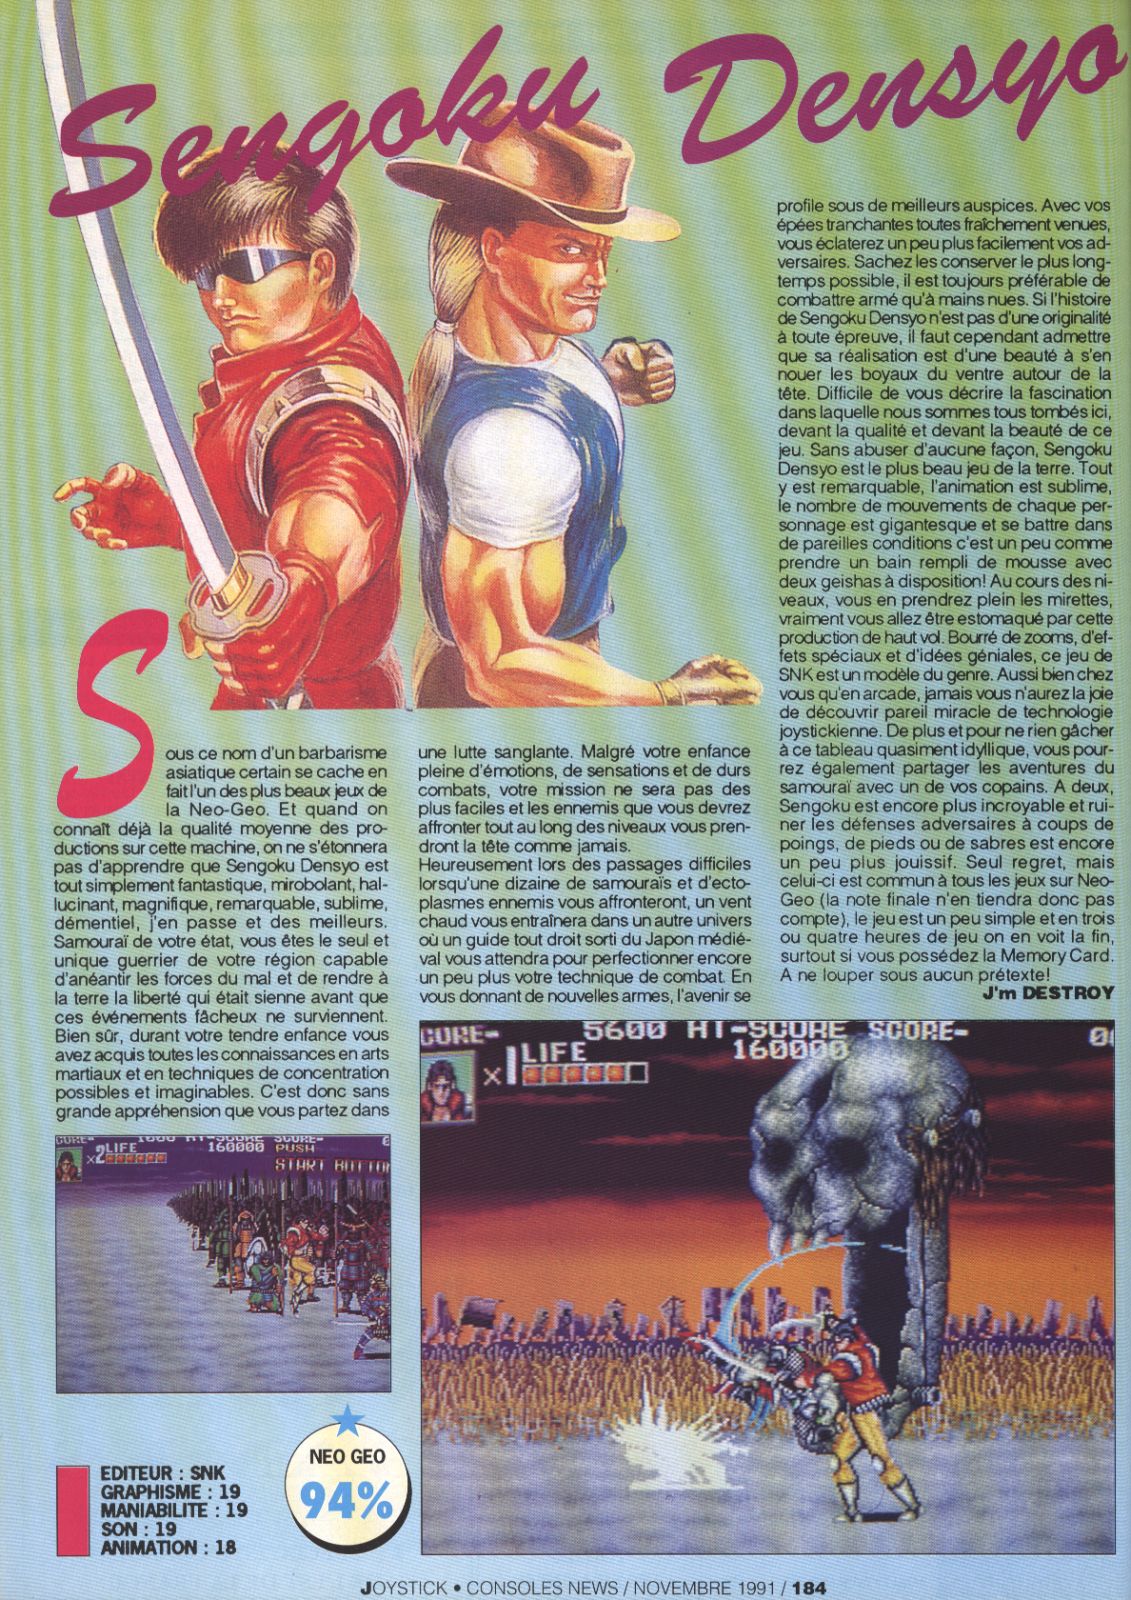 Sengoku Densyo
Sous ce nom d'un barbarisme
asiatique certain se cache en
fait l'un des plus beaux jeux de
la Neo-Geo. Et quand on
connaît déjà la qualité moyenne des pro-
ductions sur cette machine, on ne s'étonnera
pas d'apprendre que Sengoku Densyo est
tout simplement fantastique, mirobolant, hal-
lucinant, magnifique, remarquable, sublime,
démentiel, j'en passe et des meilleurs.
Samouraï de votre état, vous êtes le seul et
unique guerrier de votre région capable
d'anéantir les forces du mal et de rendre à
la terre la liberté qui était sienne avant que
ces événements fâcheux ne surviennent.
Bien sûr, durant votre tendre enfance vous
avez acquis toutes les connaissances en arts
martiaux et en techniques de concentration
possibles et imaginables. C'est donc sans
grande appréhension que vous partez dans
une lutte sanglante. Malgré votre enfance
pleine d'émotions, de sensations et de durs
combats, votre mission ne sera pas des
plus faciles et les ennemis que vous devrez
affronter tout au long des niveaux vous pren-
dront la tête comme jamais.
Heureusement lors des passages difficiles
lorsqu'une dizaine de samouraïs et d'ecto-
plasmes ennemis vous affronteront, un vent
chaud vous entraînera dans un autre univers
où un guide tout droit sorti du Japon médié-
val vous attendra pour perfectionner encore
un peu plus votre technique de combat. En
vous donnant de nouvelles armes, l'avenir se
profile sous de meilleurs auspices. Avec vos
épées tranchantes toutes fraîchement venues,
vous éclaterez un peu plus facilement vos ad-
versaires. Sachez les conserver le plus long-
temps possible, il est toujours préférable de
combattre armé qu'à mains nues. Si l'histoire
de Sengoku Densyo n'est pas d'une originalité
à toute épreuve, il faut cependant admettre
que sa réalisation est d'une beauté à s'en
nouer les boyaux du ventre autour de la
tête. Difficile de vous décrire la fascination
dans laquelle nous sommes tous tombés ici,
devant la qualité et devant la beauté de ce
jeu. Sans abuser d'aucune façon, Sengoku
Densyo est le plus beau jeu de la terre. Tout
y est remarquable, l'animation est sublime,
le nombre de mouvements de chaque per-
sonnage est gigantesque et se battre dans
de pareilles conditions c'est un peu comme
prendre un bain rempli de mousse avec
deux geishas à disposition! Au cours des ni-
veaux, vous en prendrez plein les mirettes,
vraiment vous allez être estomaqué par cette
production de haut vol. Bourré de zooms, d'ef-
fets spéciaux et d'idées géniales, ce jeu de
SNK est un modèle du genre. Aussi bien chez
vous qu'en arcade, jamais vous n'aurez la joie
de découvrir pareil miracle de technologie
joystickienne. De plus et pour ne rien gâcher
à ce tableau quasiment idyllique, vous pour-
rez également partager les aventures du
samouraï avec un de vos copains. A deux,
Sengoku est encore plus incroyable et rui-
ner les défenses adversaires à coups de
poings, de pieds ou de sabres est encore
un peu plus jouissif. Seul regret, mais
celui-ci est commun à tous les jeux sur Neo-
Geo (la note finale n'en tiendra donc pas
compte), le jeu est un peu simple et en trois
ou quatre heures de jeu on en voit la fin,
surtout si vous possédez la Memory Card.
A ne louper sous aucun prétexte!
J'm DESTROY
CORE- 1600 HI-SCORE SCORE- 0
x2 LIFE 160000 PUSH
START BUTTON
CORE- 5600 HI-SCORE SCORE- 0
x1 LIFE 160000
EDITEUR : SNK
GRAPHISME : 19
MANIABILITE : 19
SON : 19
ANIMATION : 18
NEO GEO
94%
JOYSTICK • CONSOLES NEWS / NOVEMBRE 1991 / 184